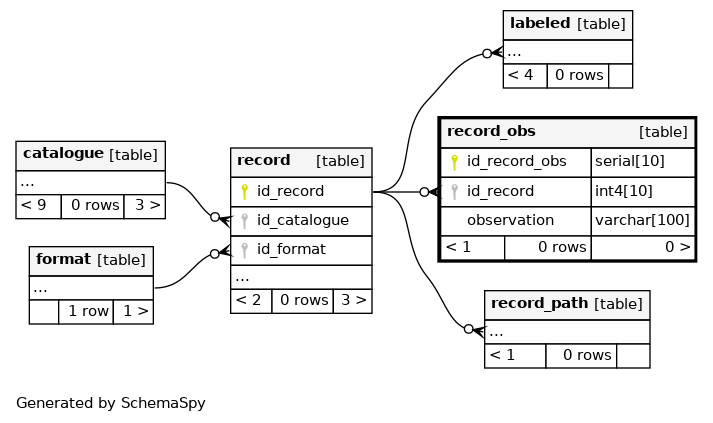 labeled [table]
...
< 4 0 rows
record_obs [table]
id_record_obs serial[10]
id_record int4[10]
observation varchar[100]
< 1 0 rows 0 >
catalogue [table]
...
< 9 0 rows 3 >
record [table]
id_record
id_catalogue
id_format
...
< 2 0 rows 3 >
format [table]
...
1 row 1 >
record_path [table]
...
< 1 0 rows
Generated by SchemaSpy